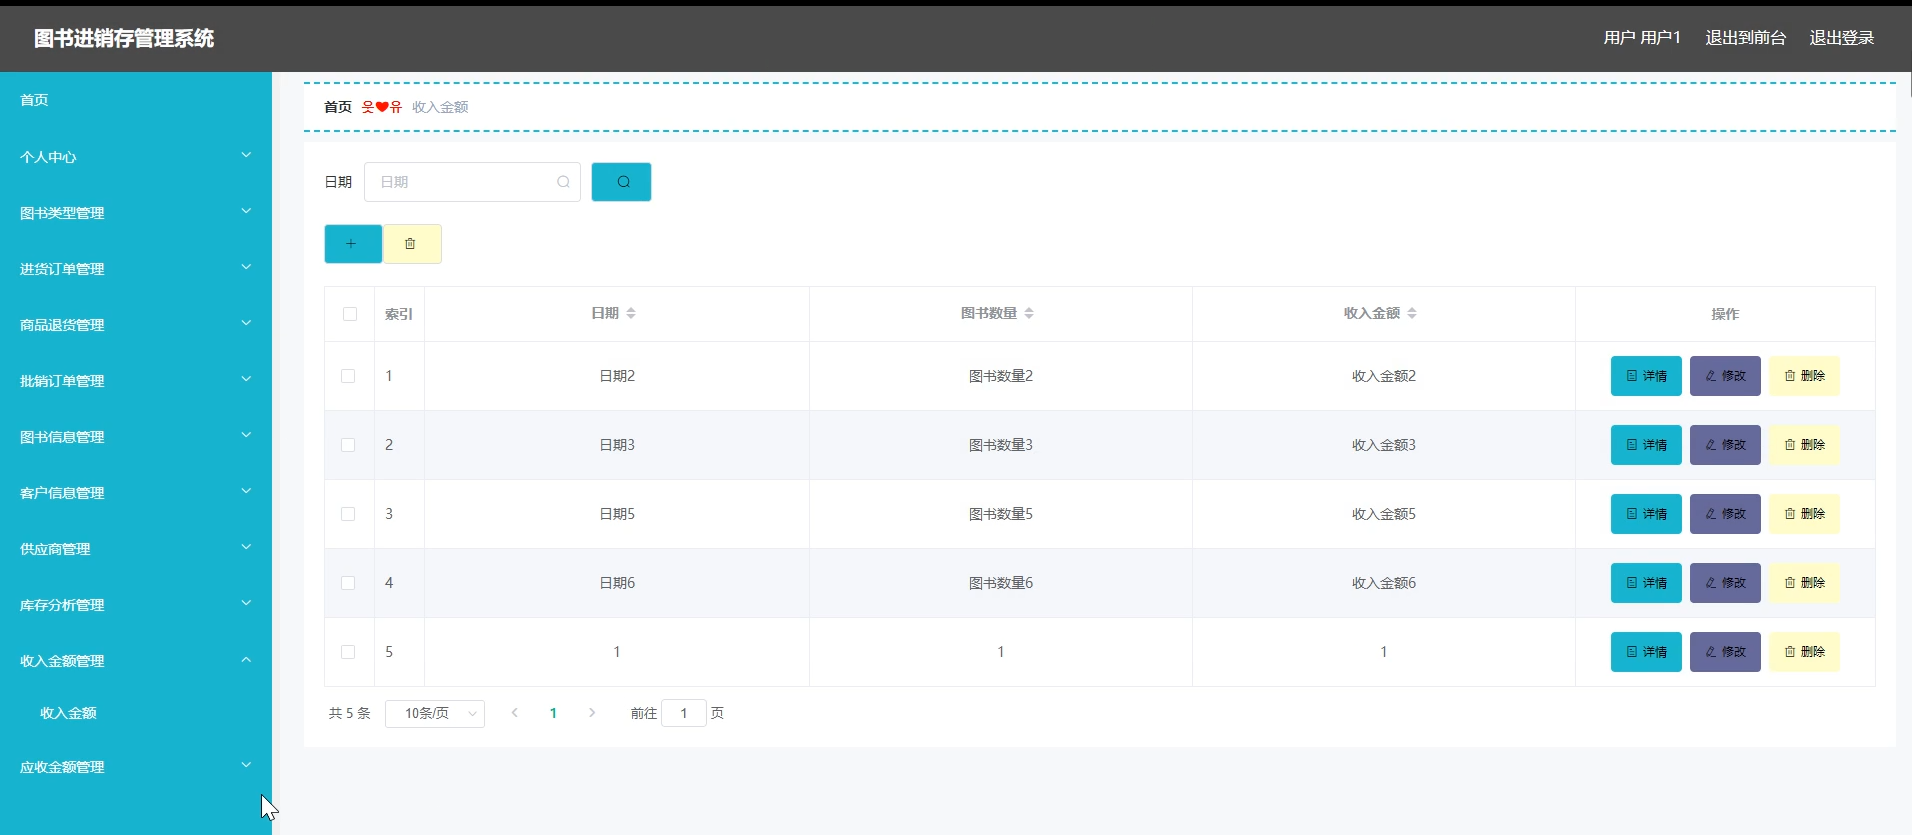 图书进销存管理系统
用户 用户1 退出到前台 退出登录
首页
个人中心
图书类型管理
进货订单管理
商品退货管理
批销订单管理
图书信息管理
客户信息管理
供应商管理
库存分析管理
收入金额管理
收入金额
应收金额管理
首页 웃❤유 收入金额
日期 日期
索引 日期 图书数量 收入金额 操作
1 日期2 图书数量2 收入金额2 详情 修改 删除
2 日期3 图书数量3 收入金额3 详情 修改 删除
3 日期5 图书数量5 收入金额5 详情 修改 删除
4 日期6 图书数量6 收入金额6 详情 修改 删除
5 1 1 1 详情 修改 删除
共 5 条 10条/页 1 前往 1 页